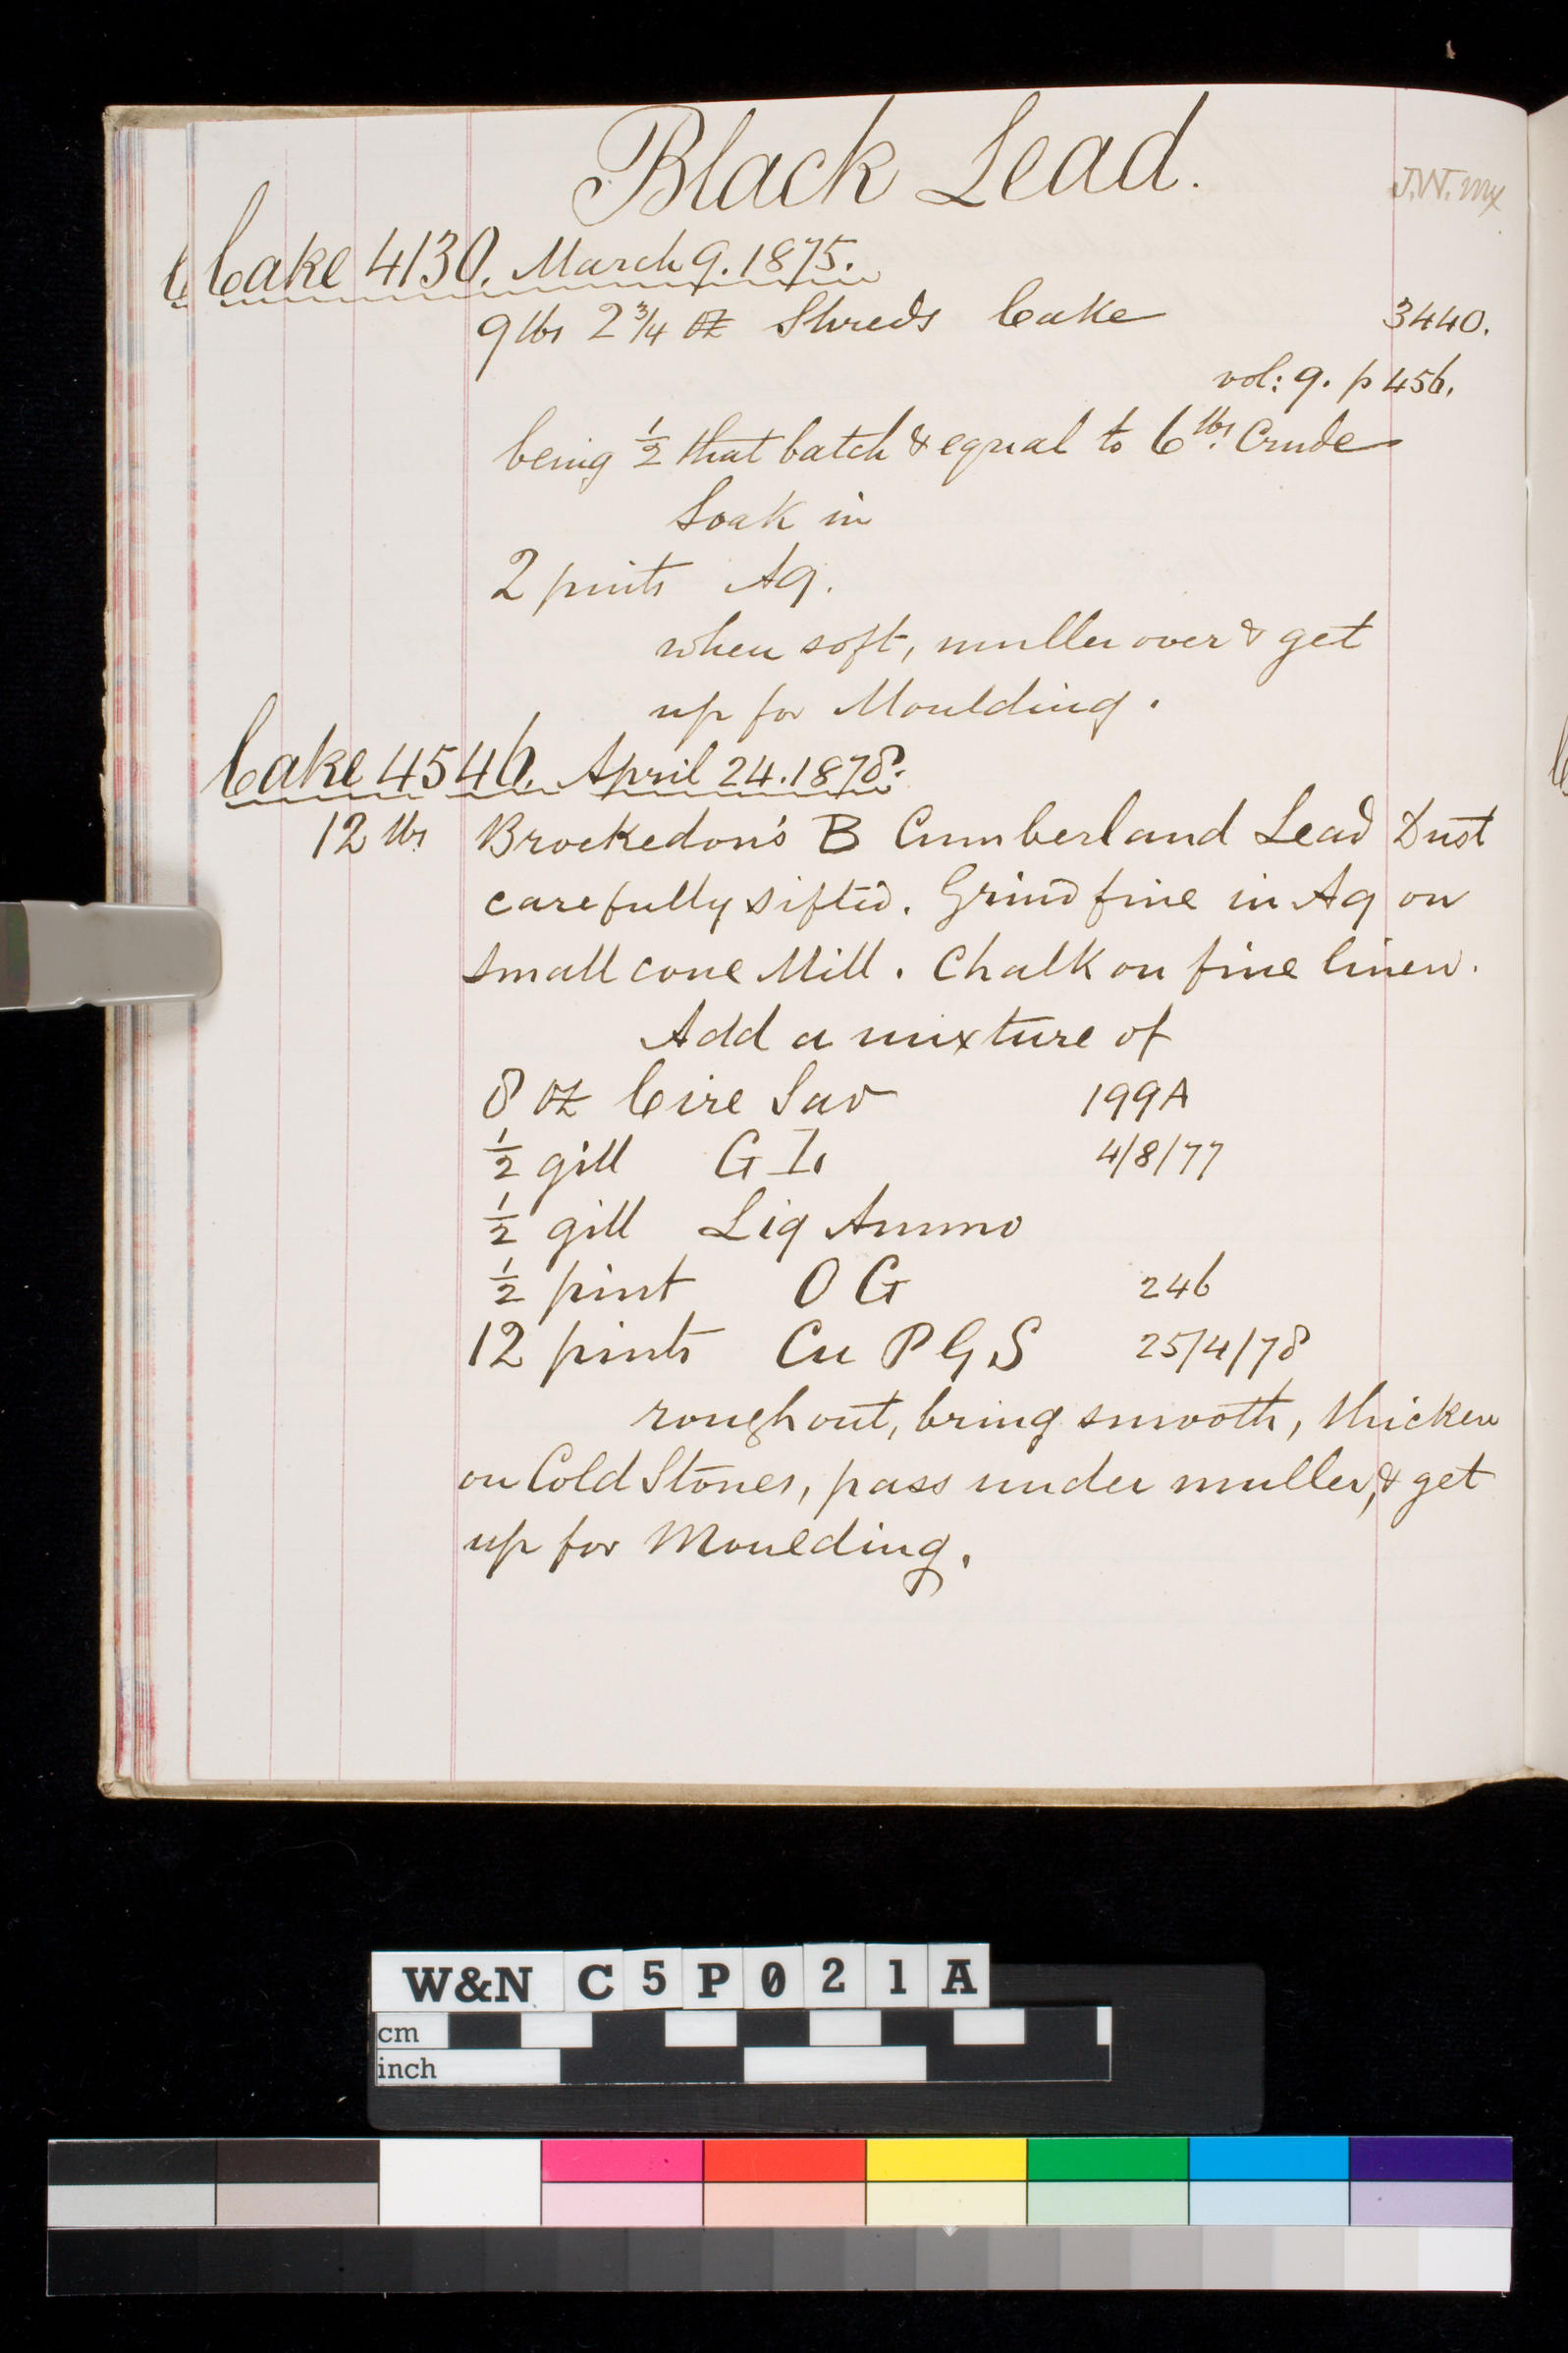 Black Lead.
J.W. mx
Cake 4130. March 9. 1875.
9 lbs 2 3/4 oz Shreds Cake 3440.
vol: 9. p 456.
being 1/2 that batch & equal to 6 lbs. Crude
Soak in
2 pints Aq.
when soft, muller over & get
up for Moulding.
Cake 4546. April 24. 1878.
12 lbs Brockedon's B Cumberland Lead Dust
carefully sifted. Grind fine in Aq on
small cone Mill. Chalk on fine linen.
Add a mixture of
8 oz Cire Sav 199A
1/2 gill G I. 4/8/77
1/2 gill Liq Ammo
1/2 pint O G 246
12 pints Cu P G S 25/4/78
rough out, bring smooth, thicken
on Cold Stones, pass under muller, & get
up for Moulding.
W&N C5P021A
cm
inch